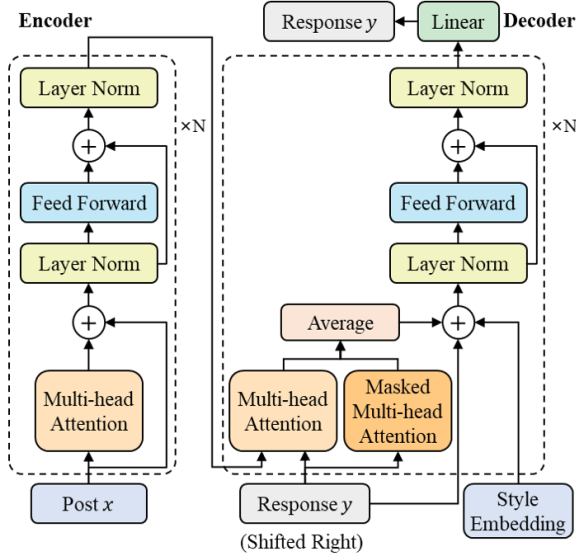 Encoder
Response y
Linear
Decoder
Layer Norm
×N
Feed Forward
Layer Norm
Multi-head
Attention
Post x
Layer Norm
×N
Feed Forward
Layer Norm
Average
Multi-head
Attention
Masked
Multi-head
Attention
Response y
(Shifted Right)
Style
Embedding